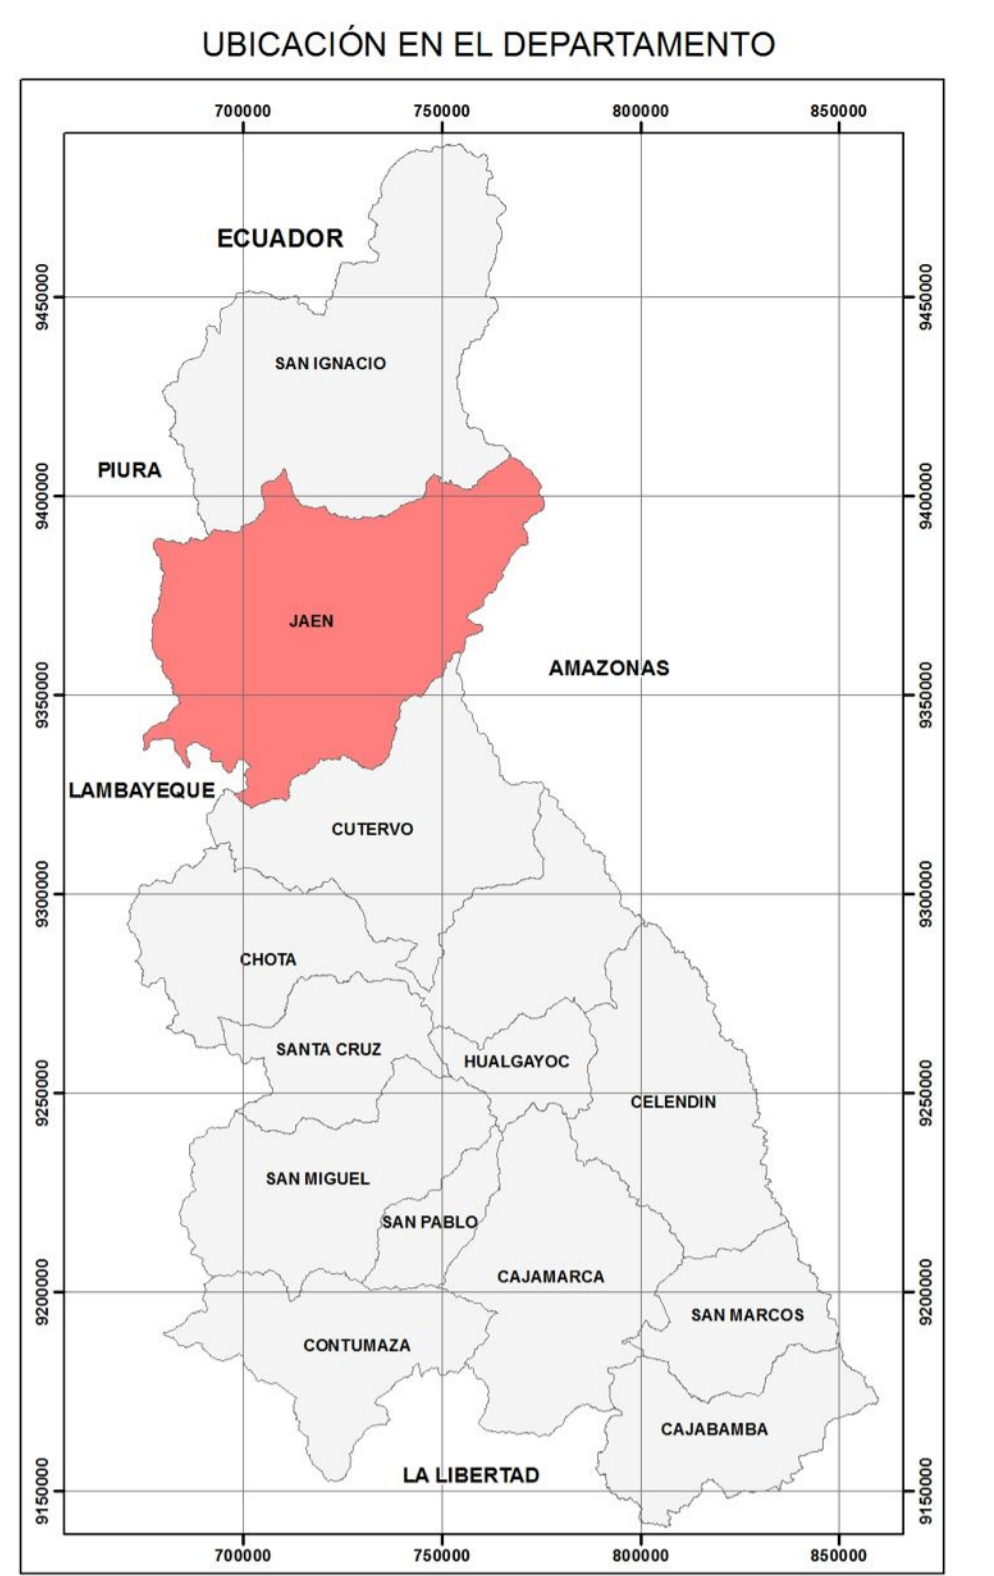 UBICACIÓN EN EL DEPARTAMENTO
700000 750000 800000 850000
ECUADOR
9450000 9450000
SAN IGNACIO
PIURA
9400000 9400000
JAEN
AMAZONAS
9350000 9350000
LAMBAYEQUE
CUTERVO
9300000 9300000
CHOTA
SANTA CRUZ
HUALGAYOC
9250000 9250000
CELENDIN
SAN MIGUEL
SAN PABLO
CAJAMARCA
9200000 9200000
SAN MARCOS
CONTUMAZA
CAJABAMBA
LA LIBERTAD
9150000 9150000
700000 750000 800000 850000